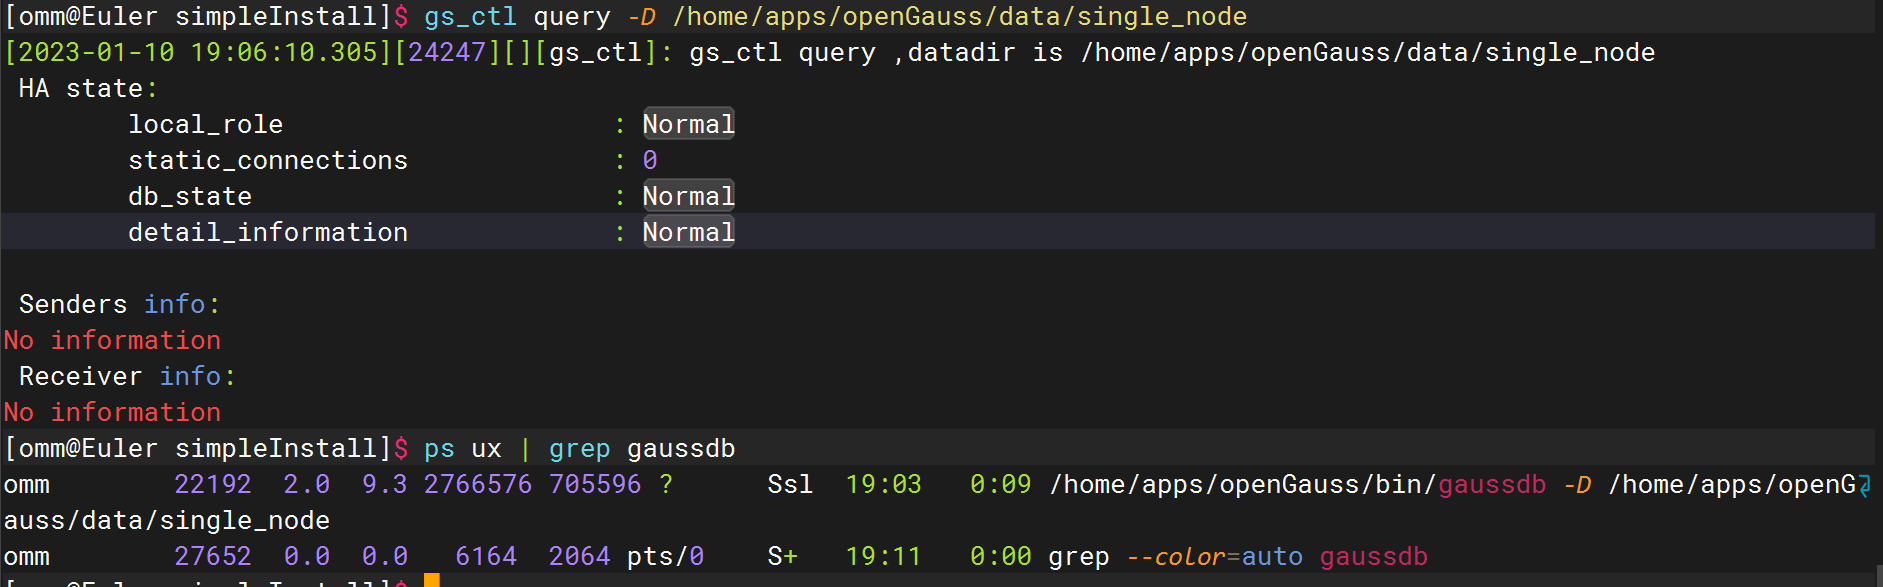 [omm@Euler simpleInstall]$ gs_ctl query -D /home/apps/openGauss/data/single_node
[2023-01-10 19:06:10.305][24247][][gs_ctl]: gs_ctl query ,datadir is /home/apps/openGauss/data/single_node
HA state:
local_role : Normal
static_connections : 0
db_state : Normal
detail_information : Normal
Senders info:
No information
Receiver info:
No information
[omm@Euler simpleInstall]$ ps ux | grep gaussdb
omm 22192 2.0 9.3 2766576 705596 ? Ssl 19:03 0:09 /home/apps/openGauss/bin/gaussdb -D /home/apps/openG
auss/data/single_node
omm 27652 0.0 0.0 6164 2064 pts/0 S+ 19:11 0:00 grep --color=auto gaussdb
[omm@Euler simpleInstall]$